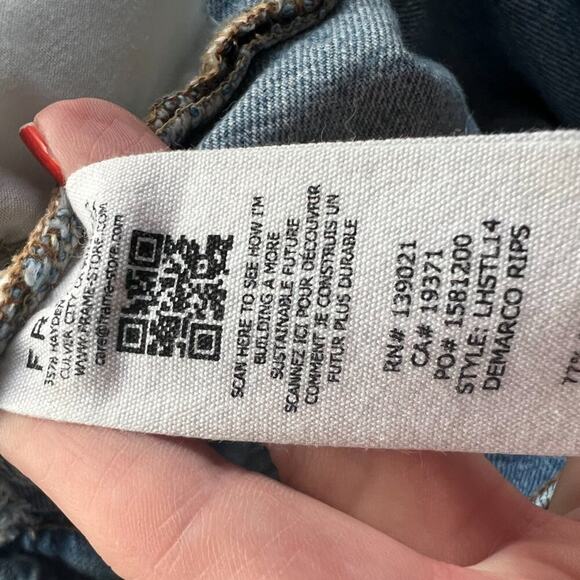 FR
3578 HAYDEN
CULVER CITY,
WWW.FRAME-STORE.COM
care@frame-store.com
SCAN HERE TO SEE HOW I'M
BUILDING A MORE
SUSTAINABLE FUTURE
SCANNEZ ICI POUR DÉCOUVRIR
COMMENT JE CONSTRUIS UN
FUTUR PLUS DURABLE
RN# 139021
CA# 19371
PO# 1581200
STYLE: LHSTL14
DEMARCO RIPS